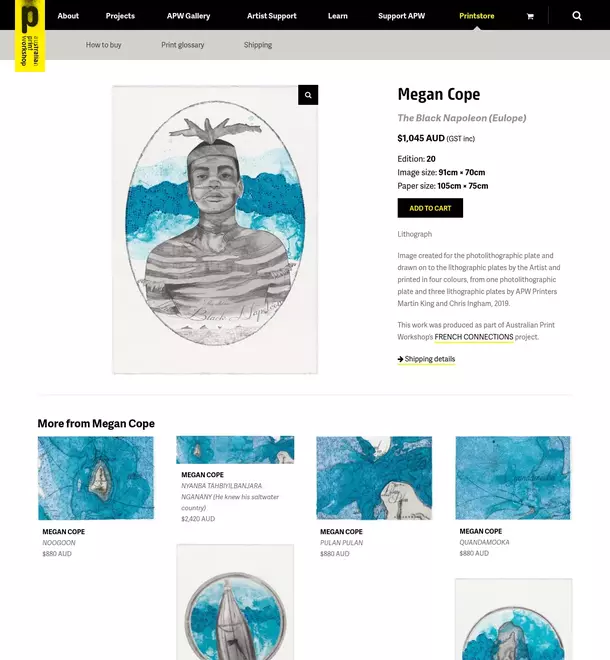 australian
print
workshop
About Projects APW Gallery Artist Support Learn Support APW Printstore
How to buy Print glossary Shipping
Megan Cope
The Black Napoleon (Eulope)
$1,045 AUD (GST inc)
Edition: 20
Image size: 91cm × 70cm
Paper size: 105cm × 75cm
ADD TO CART
Lithograph
Image created for the photolithographic plate and
drawn on to the lithographic plates by the Artist and
printed in four colours, from one photolithographic
plate and three lithographic plates by APW Printers
Martin King and Chris Ingham, 2019.
This work was produced as part of Australian Print
Workshop's FRENCH CONNECTIONS project.
→ Shipping details
Black Napoleon
More from Megan Cope
MEGAN COPE
NOOGOON
$880 AUD
MEGAN COPE
NYANBA TAHBIYILBANJARA
NGANANY (He knew his saltwater
country)
$2,420 AUD
MEGAN COPE
PULAN PULAN
$880 AUD
MEGAN COPE
QUANDAMOOKA
$880 AUD